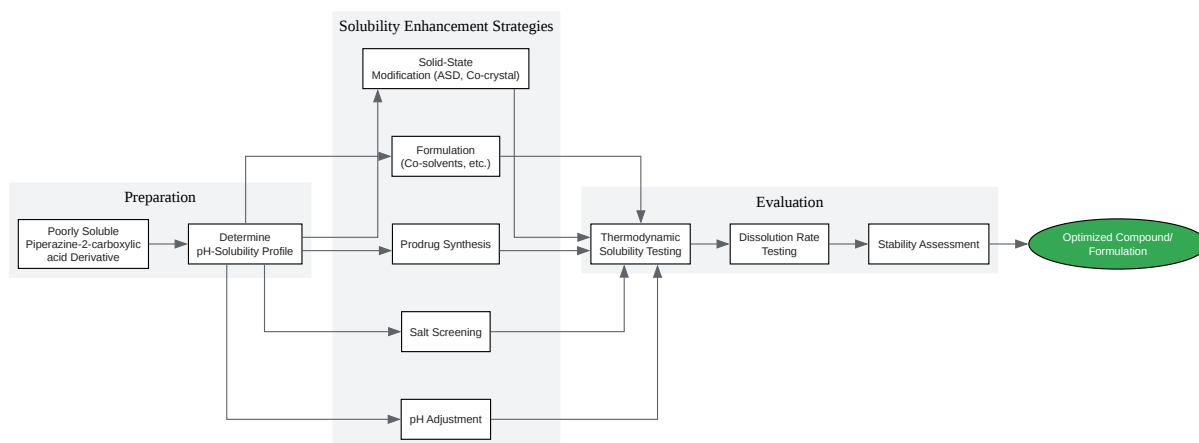 Solubility Enhancement Strategies
Solid-State
Modification (ASD, Co-crystal)
Formulation
(Co-solvents, etc.)
Preparation
Poorly Soluble
Piperazine-2-carboxylic
acid Derivative
Determine
pH-Solubility Profile
Prodrug Synthesis
Salt Screening
pH Adjustment
Evaluation
Thermodynamic
Solubility Testing
Dissolution Rate
Testing
Stability Assessment
Optimized Compound/
Formulation